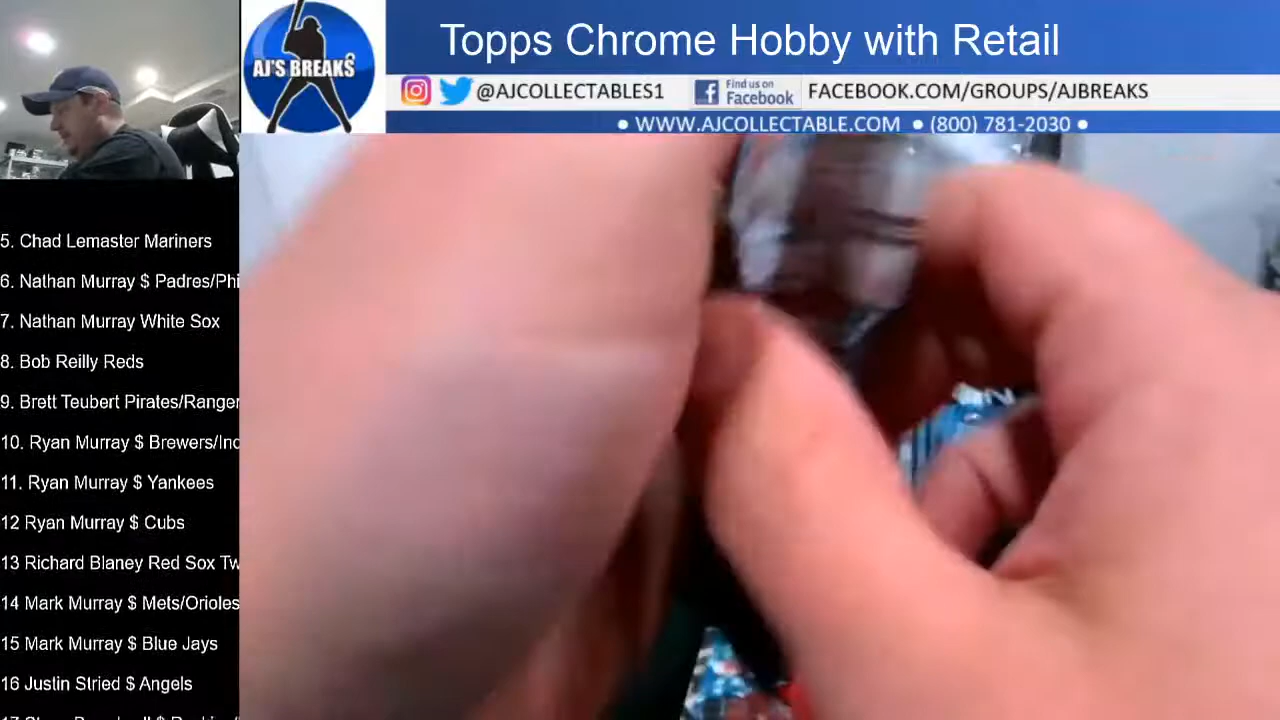 AJ'S BREAKS
Topps Chrome Hobby with Retail
@AJCOLLECTABLES1
Find us on
Facebook
FACEBOOK.COM/GROUPS/AJBREAKS
● WWW.AJCOLLECTABLE.COM ● (800) 781-2030 ●
5. Chad Lemaster Mariners
6. Nathan Murray $ Padres/Phi
7. Nathan Murray White Sox
8. Bob Reilly Reds
9. Brett Teubert Pirates/Ranger
10. Ryan Murray $ Brewers/Ind
11. Ryan Murray $ Yankees
12 Ryan Murray $ Cubs
13 Richard Blaney Red Sox Tw
14 Mark Murray $ Mets/Orioles
15 Mark Murray $ Blue Jays
16 Justin Stried $ Angels